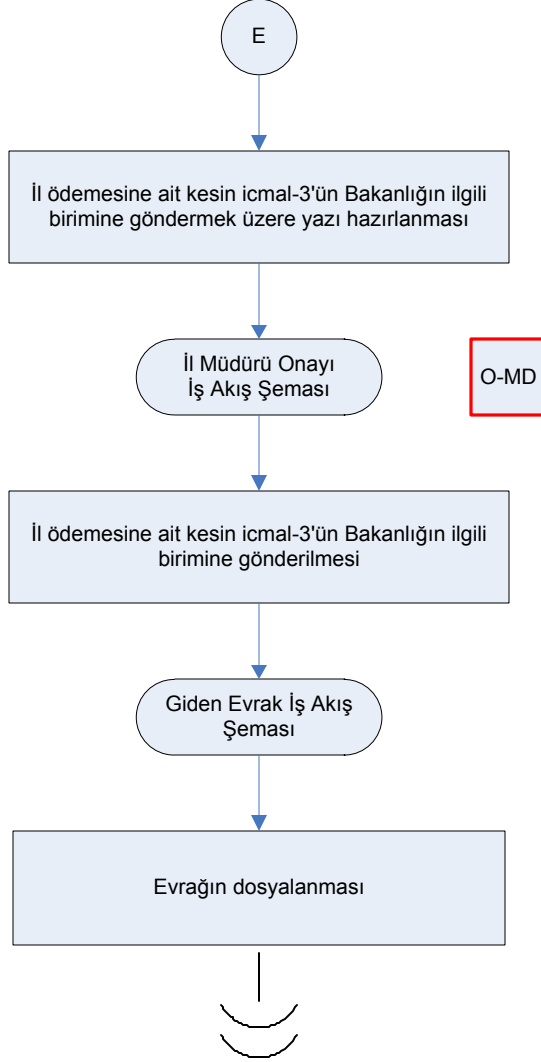 E
İl ödemesine ait kesin icmal-3'ün Bakanlığın ilgili
birimine göndermek üzere yazı hazırlanması
İl Müdürü Onayı
İş Akış Şeması
O-MD
İl ödemesine ait kesin icmal-3'ün Bakanlığın ilgili
birimine gönderilmesi
Giden Evrak İş Akış
Şeması
Evrağın dosyalanması